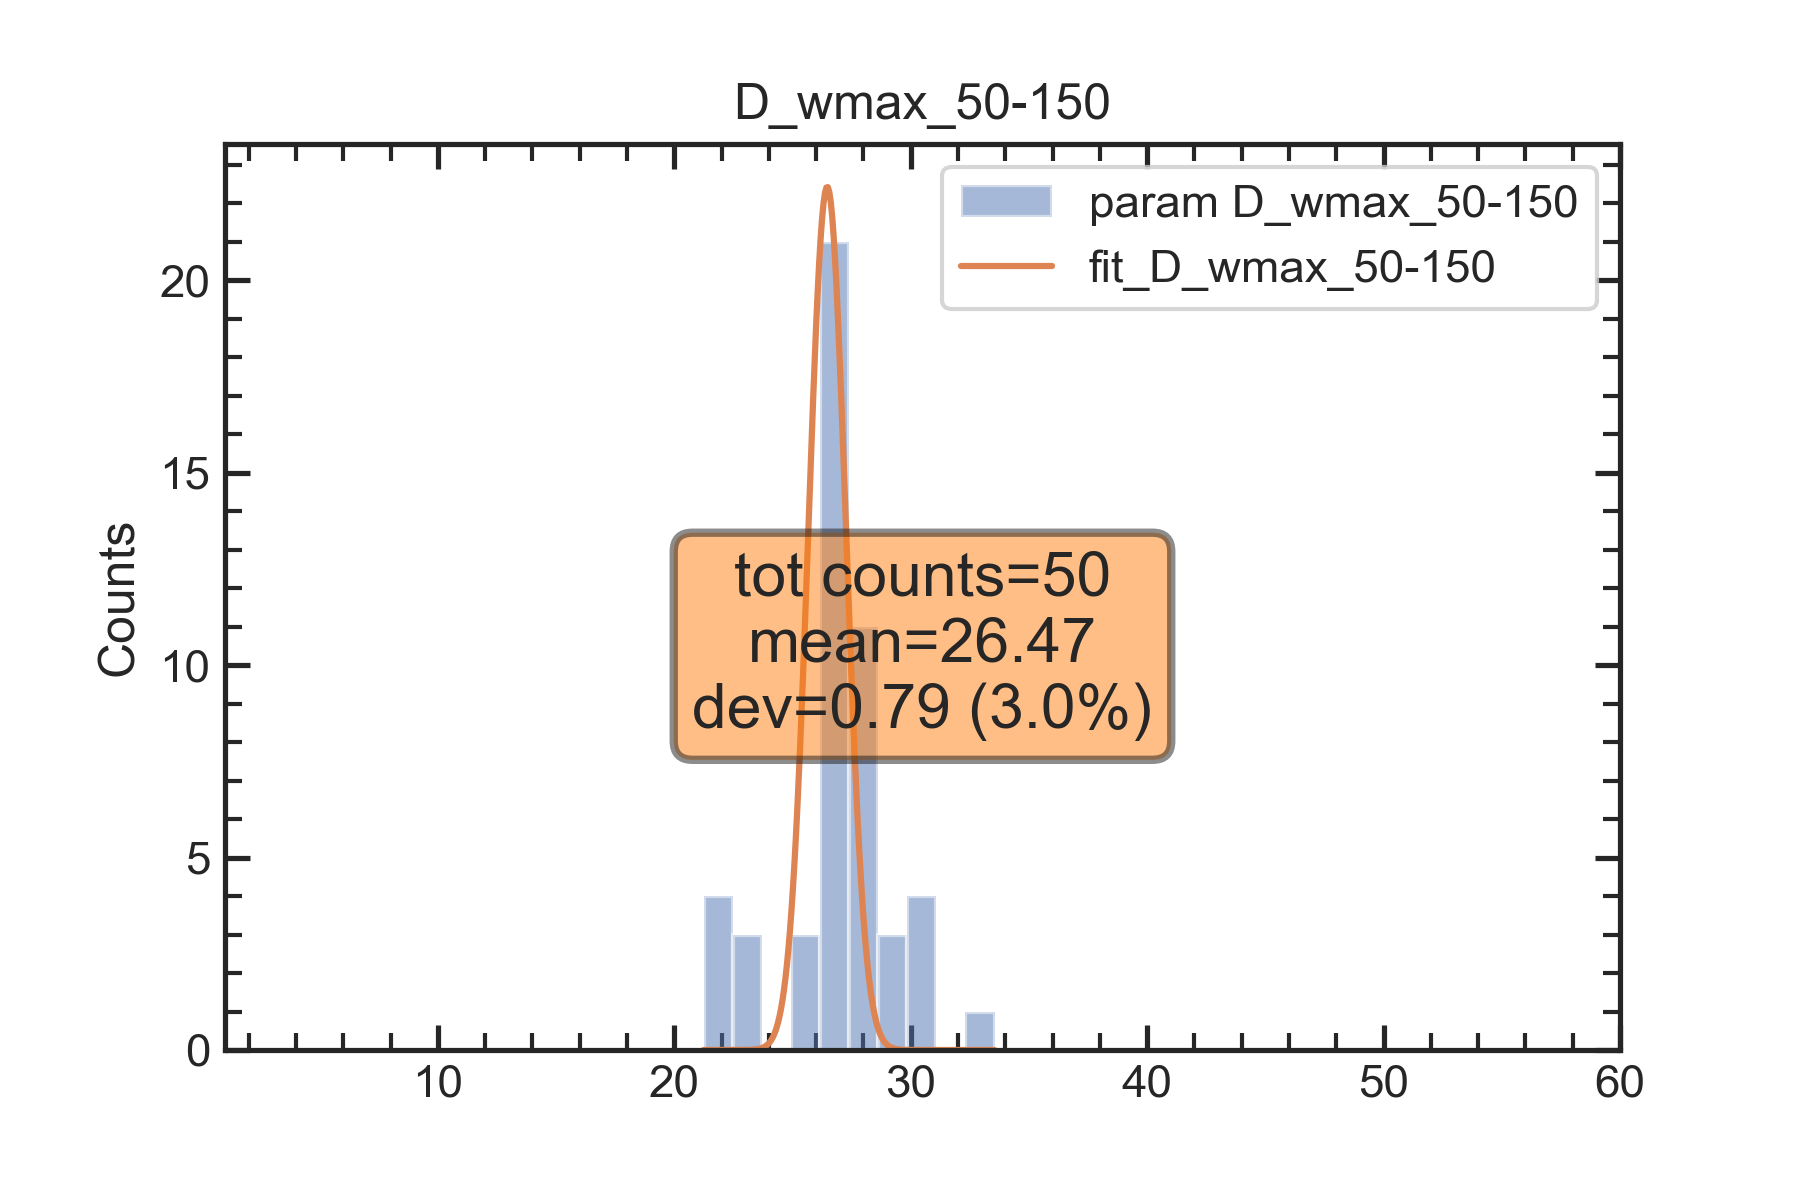 D_wmax_50-150
param D_wmax_50-150
fit_D_wmax_50-150
Counts
20
15
10
5
0
tot counts=50
mean=26.47
dev=0.79 (3.0%)
10 20 30 40 50 60